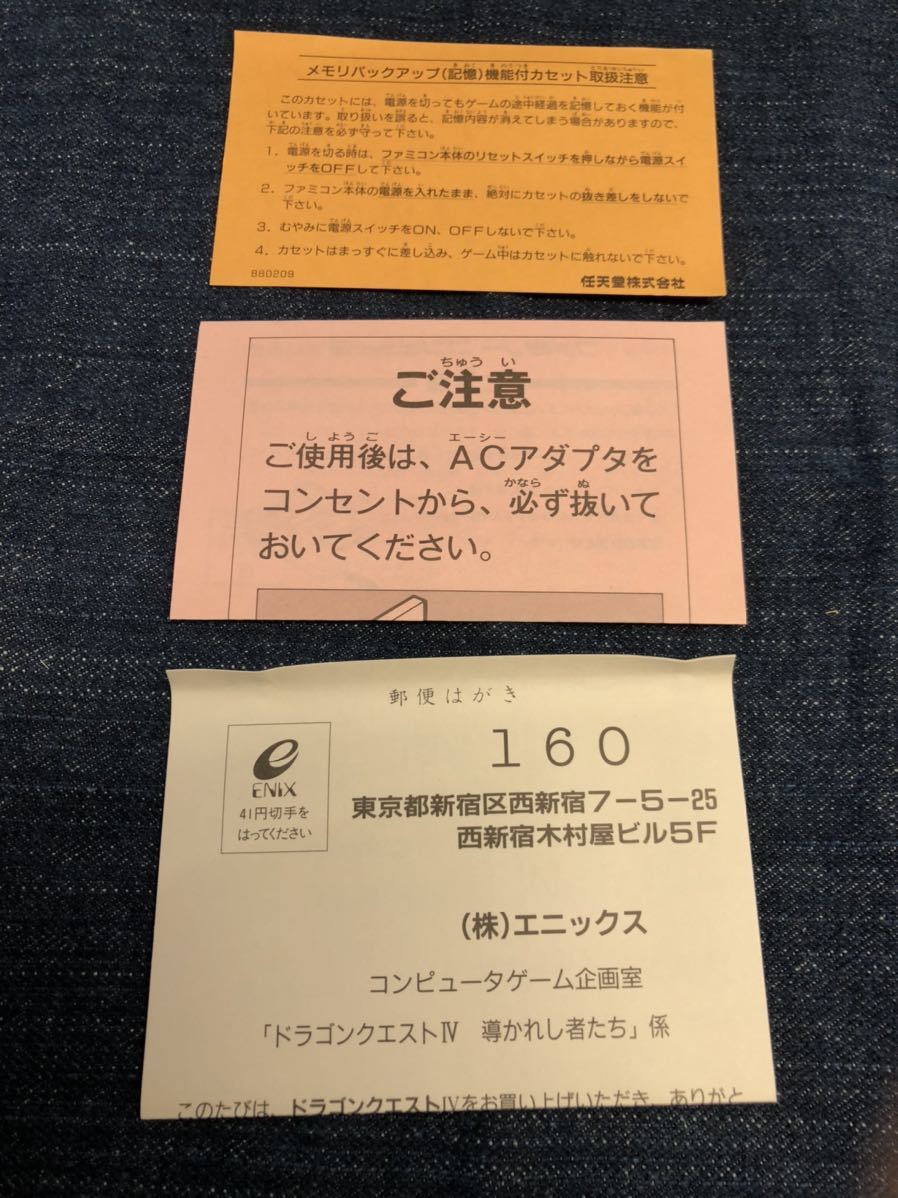 メモリバックアップ(記憶)機能付カセット取扱注意
このカセットには、電源を切ってもゲームの途中経過を記憶しておく機能が付
いています。取り扱いを誤ると、記憶内容が消えてしまう場合がありますので、
下記の注意を必ず守って下さい。
1. 電源を切る時は、ファミコン本体のリセットスイッチを押しながら電源スイ
ッチをOFFして下さい。
2. ファミコン本体の電源を入れたまま、絶対にカセットの抜き差しをしないで
下さい。
3. むやみに電源スイッチをON、OFFしないで下さい。
4. カセットはまっすぐに差し込み、ゲーム中はカセットに触れないで下さい。
B80209
任天堂株式会社
ちゅう い
ご注意
し よう ご エーシー
ご使用後は、ACアダプタを
かなら ぬ
コンセントから、必ず抜いて
おいてください。
郵便はがき
ENIX
41円切手を
はってください
160
東京都新宿区西新宿7-5-25
西新宿木村屋ビル5F
(株)エニックス
コンピュータゲーム企画室
「ドラゴンクエストⅣ 導かれし者たち」係
このたびは、ドラゴンクエストⅣをお買い上げいただき、ありがと